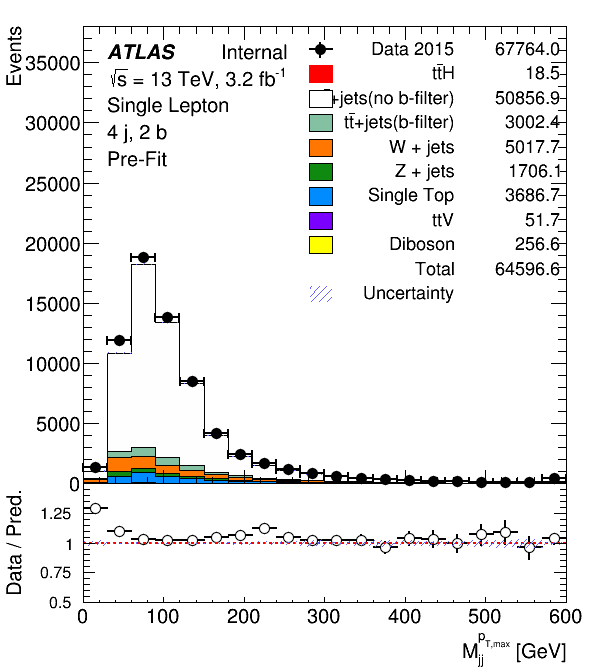 Events
35000
30000
25000
20000
15000
10000
5000
0
ATLAS Internal
√s = 13 TeV, 3.2 fb⁻¹
Single Lepton
4 j, 2 b
Pre-Fit
Data 2015 67764.0
tt̄H 18.5
+jets(no b-filter) 50856.9
tt̄+jets(b-filter) 3002.4
W + jets 5017.7
Z + jets 1706.1
Single Top 3686.7
ttV 51.7
Diboson 256.6
Total 64596.6
Uncertainty
Data / Pred.
1.25
1
0.75
0.5
0 100 200 300 400 500 600
M_jj^p_T,max [GeV]